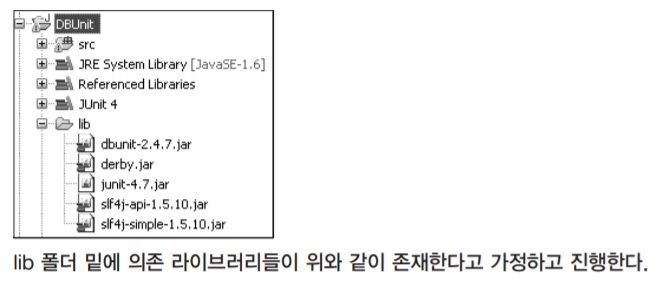 DBUnit
src
JRE System Library [JavaSE-1.6]
Referenced Libraries
JUnit 4
lib
dbunit-2.4.7.jar
derby.jar
junit-4.7.jar
slf4j-api-1.5.10.jar
slf4j-simple-1.5.10.jar
lib 폴더 밑에 의존 라이브러리들이 위와 같이 존재한다고 가정하고 진행한다.